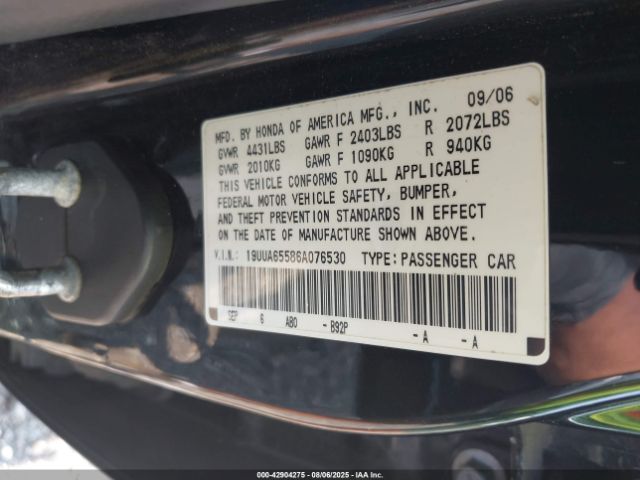 MFD. BY HONDA OF AMERICA MFG., INC. 09/06
GVWR 4431LBS GAWR F 2403LBS R 2072LBS
GVWR 2010KG GAWR F 1090KG R 940KG
THIS VEHICLE CONFORMS TO ALL APPLICABLE
FEDERAL MOTOR VEHICLE SAFETY, BUMPER,
AND THEFT PREVENTION STANDARDS IN EFFECT
ON THE DATE OF MANUFACTURE SHOWN ABOVE.
V.I.N.: 19UUA65586A076530 TYPE: PASSENGER CAR
SEP 6 AB0 - B92P -A -A
000-42904275 - 08/06/2025 - IAA Inc.